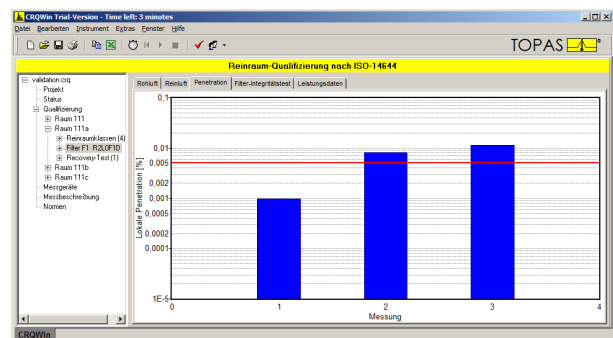 CRQWin Trial-Version - Time left: 3 minutes
Datei Bearbeiten Instrument Extras Fenster Hilfe
TOPAS
Reinraum-Qualifizierung nach ISO-14644
validation.crq
Projekt
Status
Qualifizierung
Raum 111
Raum 111a
Reinraumklassen (4)
Filter F1 R2L0F1D
Recovery-Test (1)
Raum 111b
Raum 111c
Messgeräte
Messbeschreibung
Normen
Rohluft Reinluft Penetration Filter-Integritätstest Leistungsdaten
Lokale Penetration [%]
0,1
0,01
0,005
0,002
0,001
0,0005
0,0002
0,0001
1E-5
0 1 2 3 4
Messung
CRQWin